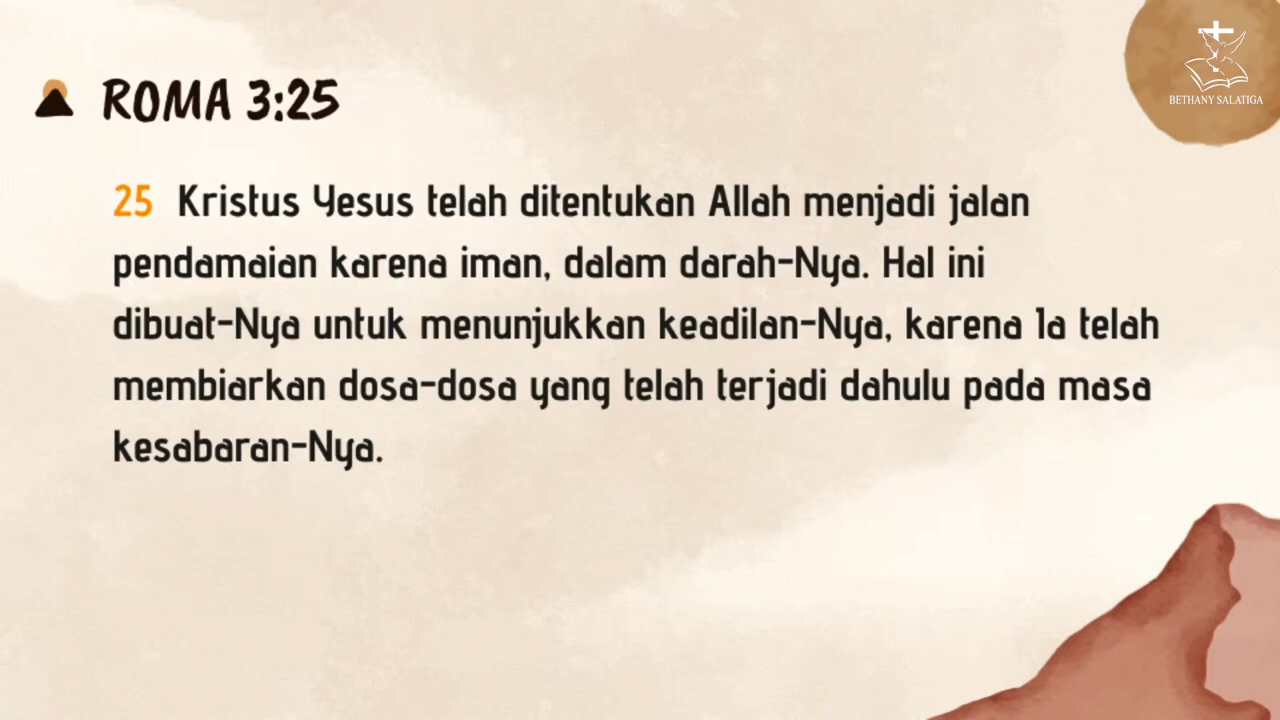 BETHANY SALATIGA
ROMA 3:25
25 Kristus Yesus telah ditentukan Allah menjadi jalan
pendamaian karena iman, dalam darah-Nya. Hal ini
dibuat-Nya untuk menunjukkan keadilan-Nya, karena Ia telah
membiarkan dosa-dosa yang telah terjadi dahulu pada masa
kesabaran-Nya.